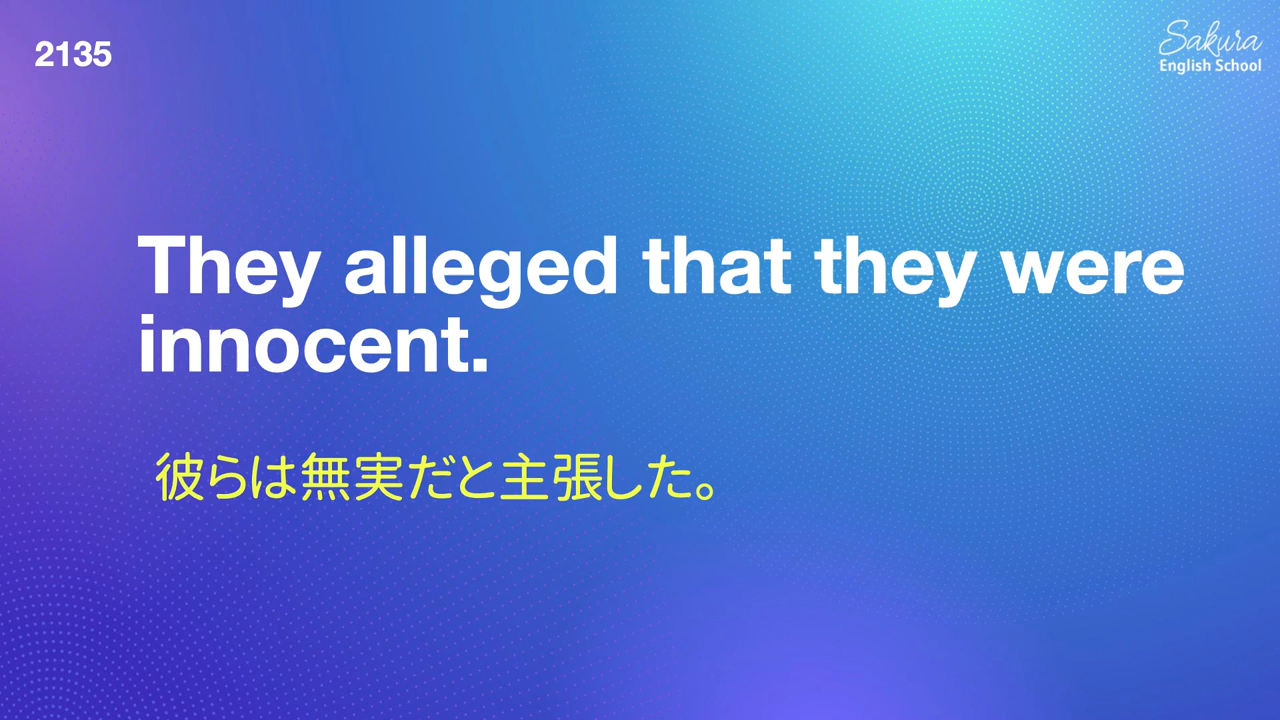 2135
Sakura
English School
They alleged that they were
innocent.
彼らは無実だと主張した。